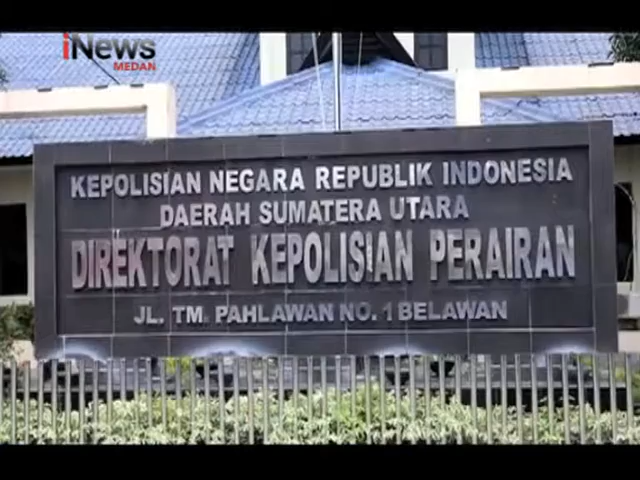 iNews
MEDAN
KEPOLISIAN NEGARA REPUBLIK INDONESIA
DAERAH SUMATERA UTARA
DIREKTORAT KEPOLISIAN PERAIRAN
JL. TM. PAHLAWAN NO. 1 BELAWAN